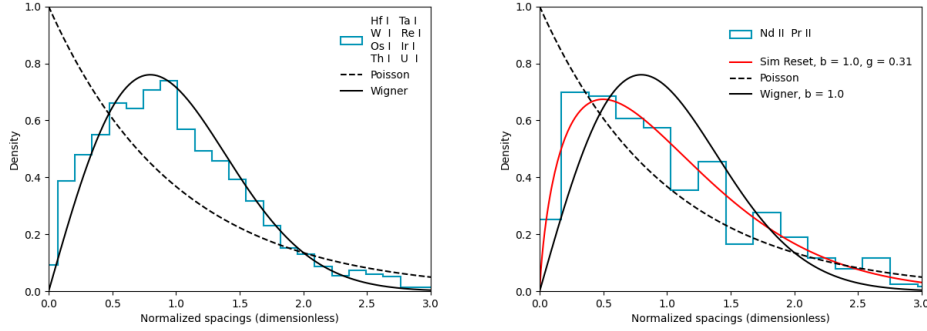 1.0
0.8
0.6
0.4
0.2
0.0
Density
0.0 0.5 1.0 1.5 2.0 2.5 3.0
Normalized spacings (dimensionless)
Hf I Ta I
W I Re I
Os I Ir I
Th I U I
Poisson
Wigner
1.0
0.8
0.6
0.4
0.2
0.0
Density
0.0 0.5 1.0 1.5 2.0 2.5 3.0
Normalized spacings (dimensionless)
Nd II Pr II
Sim Reset, b = 1.0, g = 0.31
Poisson
Wigner, b = 1.0